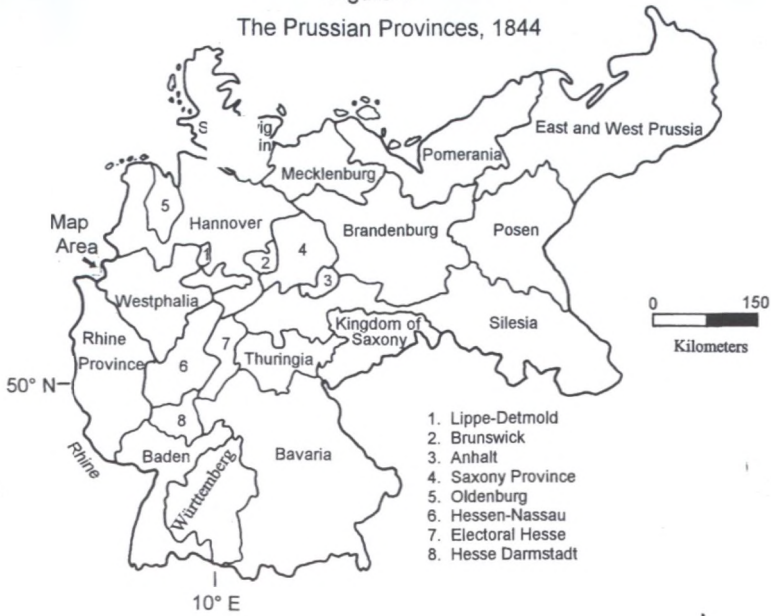 The Prussian Provinces, 1844
East and West Prussia
Pomerania
Mecklenburg
5
Hannover
Map
Area
1
2
4
3
Brandenburg
Posen
Westphalia
0 150
Kilometers
Rhine
Province
7
6
Thuringia
Kingdom of
Saxony
Silesia
50° N
8
Rhine
Baden
Württemberg
Bavaria
1. Lippe-Detmold
2. Brunswick
3. Anhalt
4. Saxony Province
5. Oldenburg
6. Hessen-Nassau
7. Electoral Hesse
8. Hesse Darmstadt
10° E